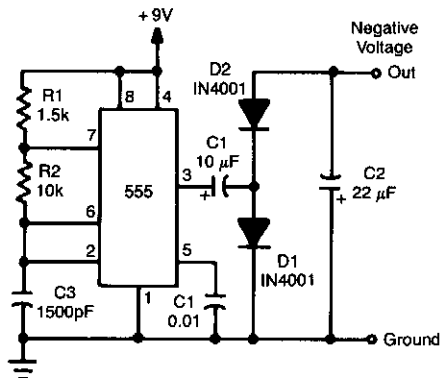 + 9V
Negative
Voltage
D2
IN4001
Out
R1
1.5k
8
4
7
C1
10 µF
R2
10k
3
555
+
C2
22 µF
+
6
2
5
D1
IN4001
C3
1500pF
1
C1
0.01
Ground